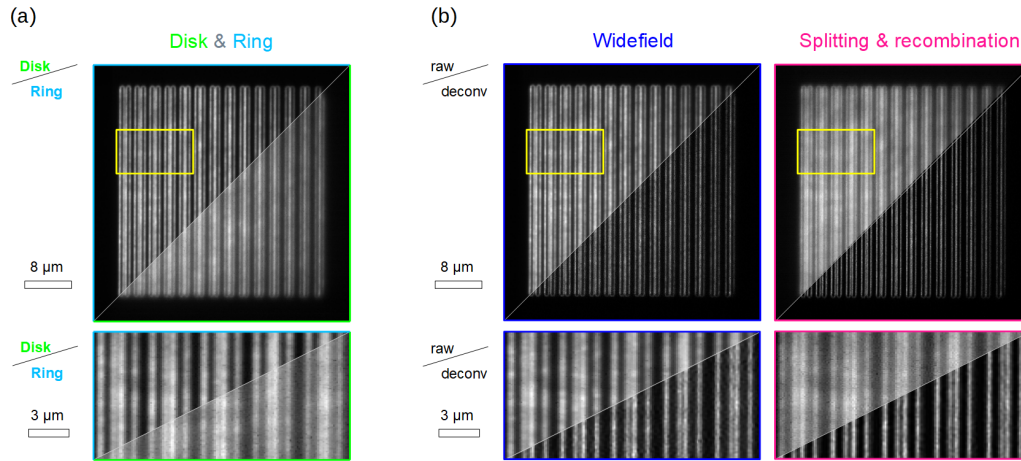 (a)
Disk & Ring
Disk
Ring
8 μm
Disk
Ring
3 μm
(b)
Widefield
Splitting & recombination
raw
deconv
8 μm
raw
deconv
3 μm